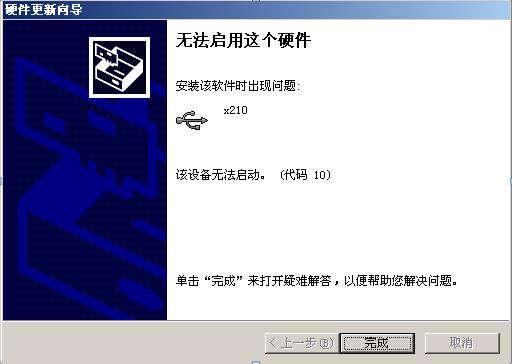 硬件更新向导
无法启用这个硬件
安装该软件时出现问题:
x210
该设备无法启动。 (代码 10)
单击“完成”来打开疑难解答，以便帮助您解决问题。
< 上一步(B)
完成
取消